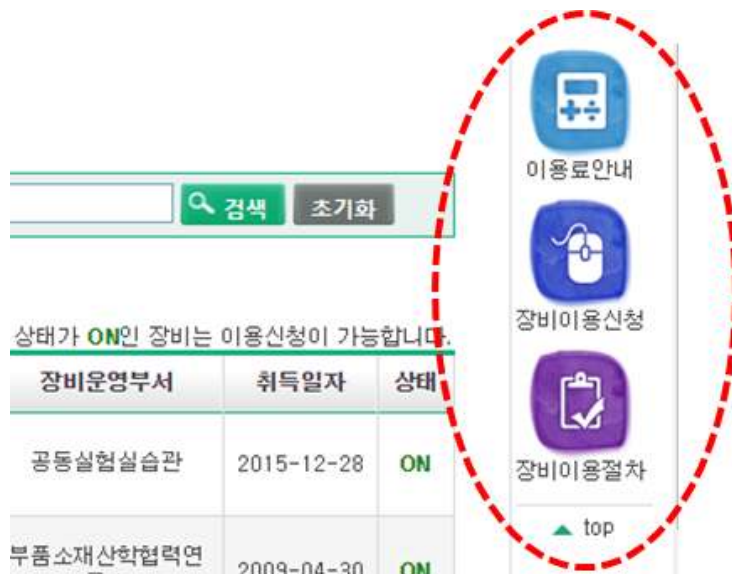 이용료안내
검색 초기화
장비이용신청
상태가 ON인 장비는 이용신청이 가능합니다.
장비운영부서 취득일자 상태
공동실험실습관 2015-12-28 ON
장비이용절차
top
부품소재산학협력연
2009-04-30 ON